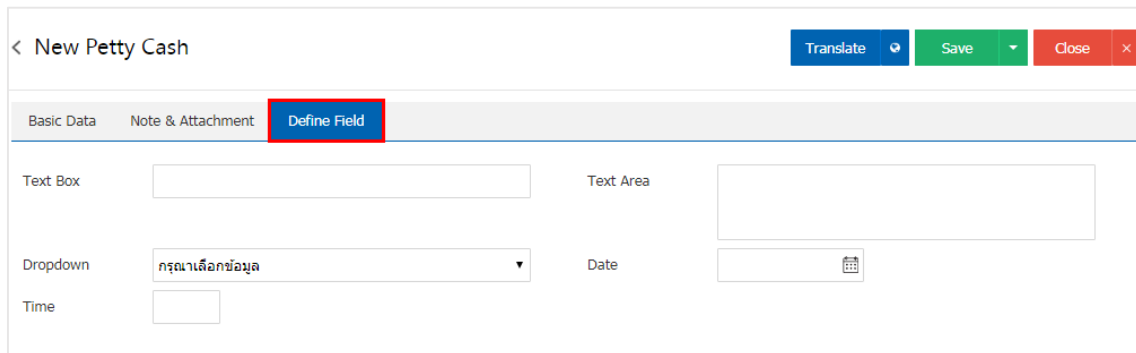 New Petty Cash
Translate Save Close
Basic Data Note & Attachment Define Field
Text Box Text Area
Dropdown กรุณาเลือกข้อมูล Date
Time